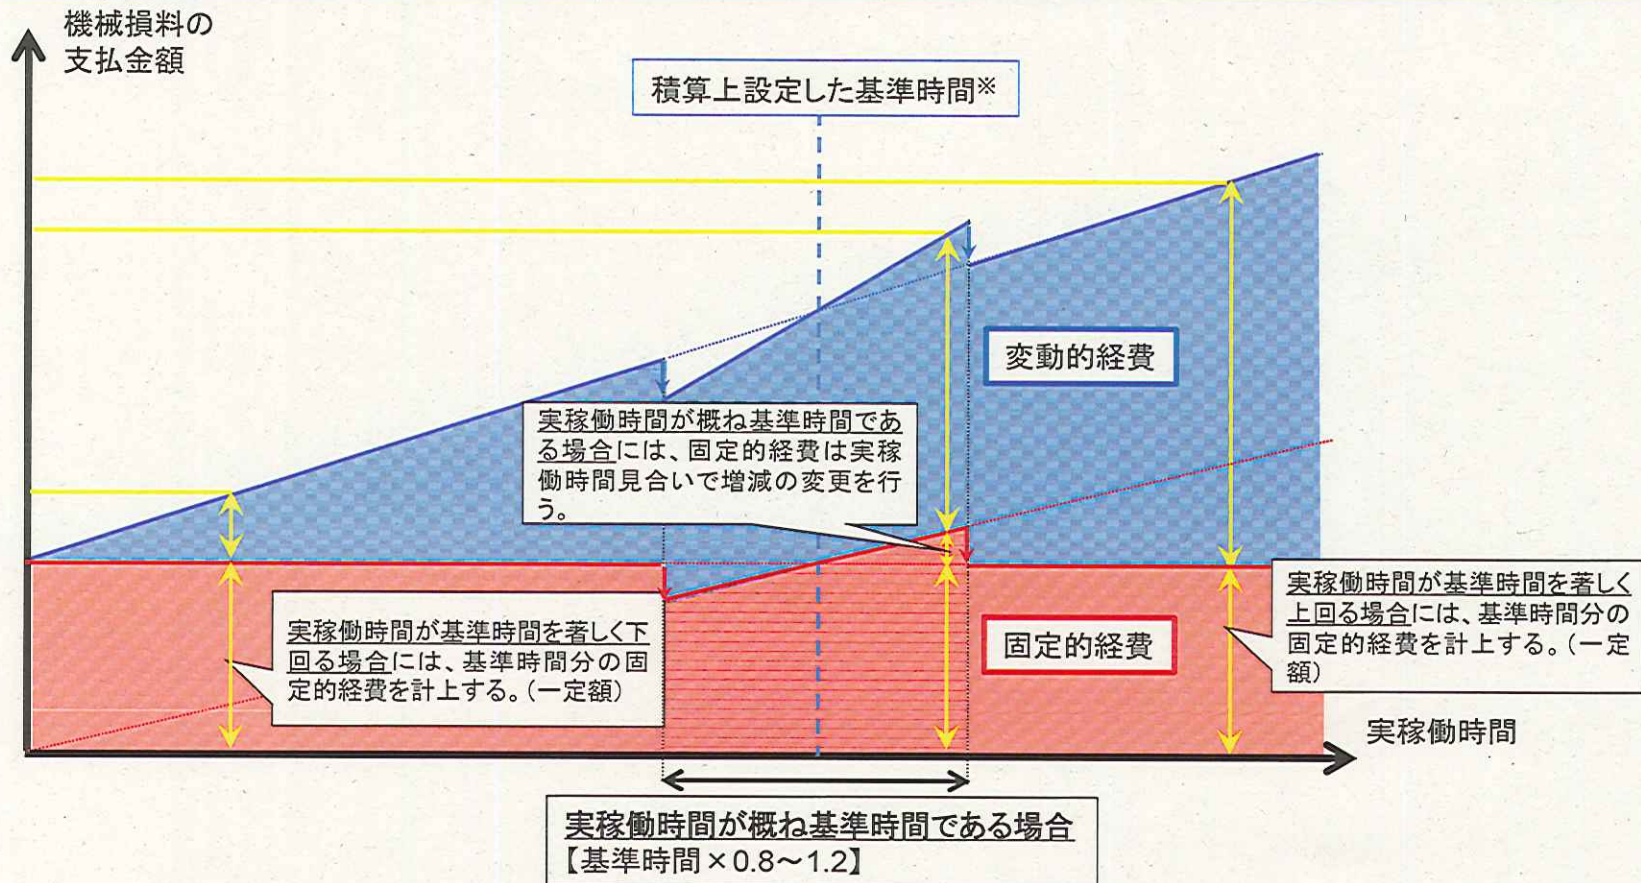 機械損料の
支払金額
積算上設定した基準時間※
変動的経費
実稼働時間が概ね基準時間であ
る場合には、固定的経費は実稼
働時間見合いで増減の変更を行
う。
実稼働時間が基準時間を著しく下
回る場合には、基準時間分の固
定的経費を計上する。(一定額)
固定的経費
実稼働時間が基準時間を著しく
上回る場合には、基準時間分の
固定的経費を計上する。(一定
額)
実稼働時間
実稼働時間が概ね基準時間である場合
【基準時間×0.8~1.2】